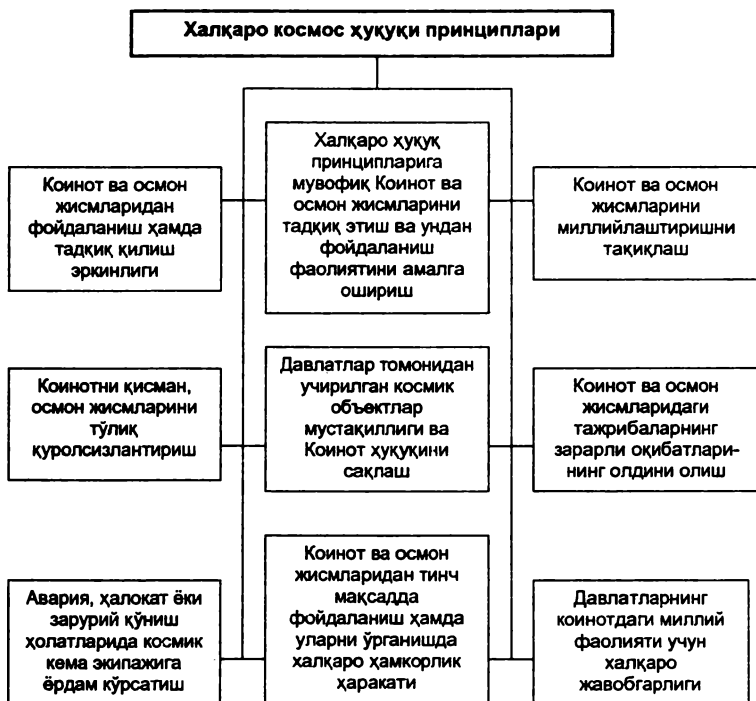 Халқаро космос ҳуқуқи принциплари
Коинот ва осмон
жисмларидан
фойдаланиш ҳамда
тадқиқ қилиш
эркинлиги
Халқаро ҳуқуқ
принципларига
мувофиқ Коинот ва
осмон жисмларини
тадқиқ этиш ва ундан
фойдаланиш
фаолиятини амалга
ошириш
Коинот ва осмон
жисмларини
миллийлаштиришни
тақиқлаш
Коинотни қисман,
осмон жисмларини
тўлиқ
қуролсизлантириш
Давлатлар томонидан
учирилган космик
объектлар
мустақиллиги ва
Коинот ҳуқуқини
сақлаш
Коинот ва осмон
жисмларидаги
тажрибаларнинг
зарарли оқибатлари-
нинг олдини олиш
Авария, ҳалокат ёки
зарурий қўниш
ҳолатларида космик
кема экипажига
ёрдам кўрсатиш
Коинот ва осмон
жисмларидан тинч
мақсадда
фойдаланиш ҳамда
уларни ўрганишда
халқаро ҳамкорлик
ҳаракати
Давлатларнинг
коинотдаги миллий
фаолияти учун
халқаро
жавобгарлиги